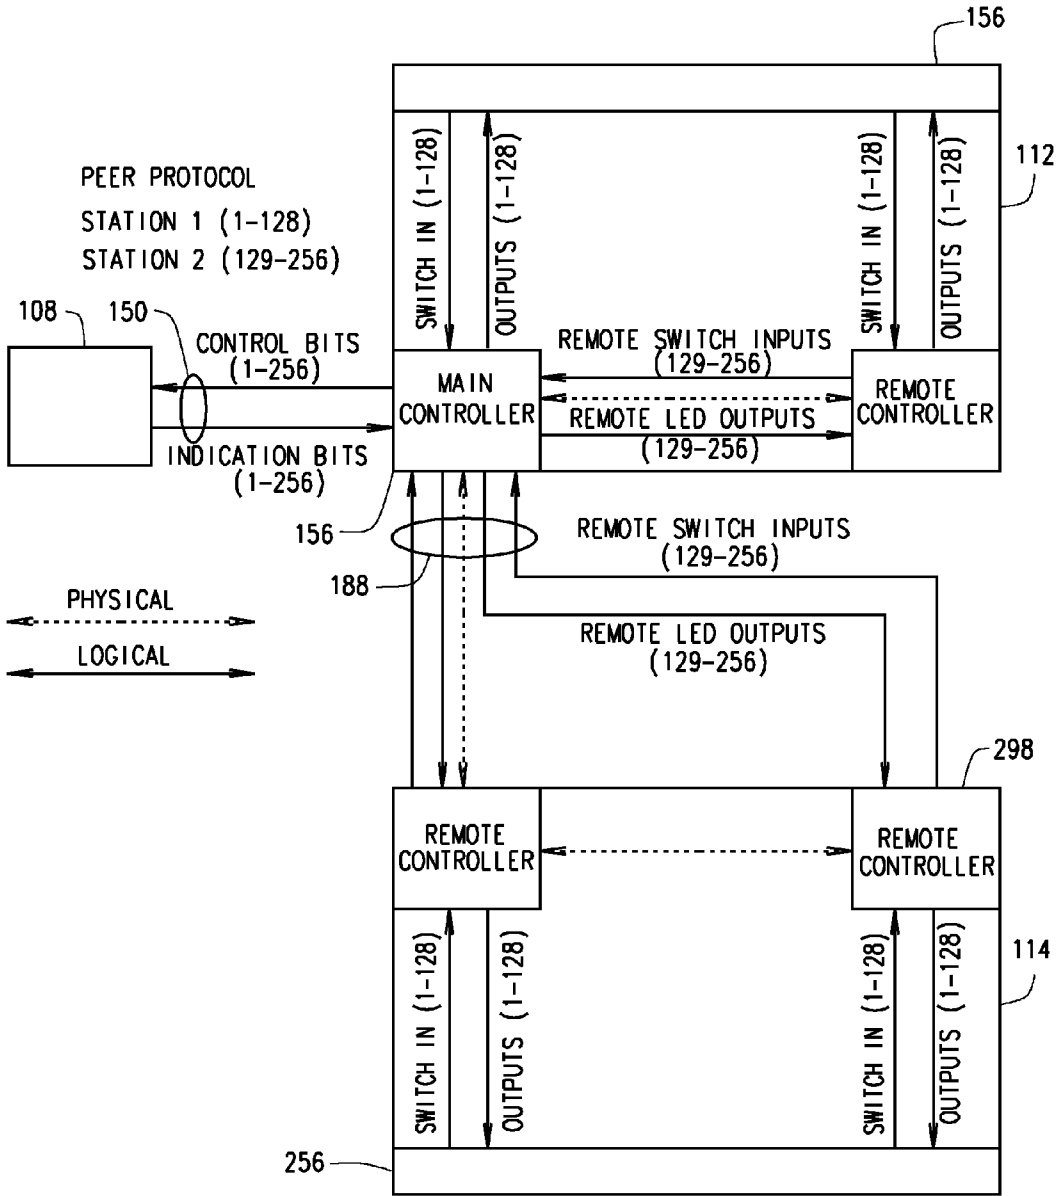 156
112
PEER PROTOCOL
STATION 1 (1-128)
STATION 2 (129-256)
SWITCH IN (1-128)
OUTPUTS (1-128)
SWITCH IN (1-128)
OUTPUTS (1-128)
108
150
CONTROL BITS
(1-256)
INDICATION BITS
(1-256)
MAIN
CONTROLLER
REMOTE SWITCH INPUTS
(129-256)
REMOTE LED OUTPUTS
(129-256)
REMOTE
CONTROLLER
156
188
REMOTE SWITCH INPUTS
(129-256)
REMOTE LED OUTPUTS
(129-256)
PHYSICAL
LOGICAL
298
REMOTE
CONTROLLER
REMOTE
CONTROLLER
114
SWITCH IN (1-128)
OUTPUTS (1-128)
SWITCH IN (1-128)
OUTPUTS (1-128)
256